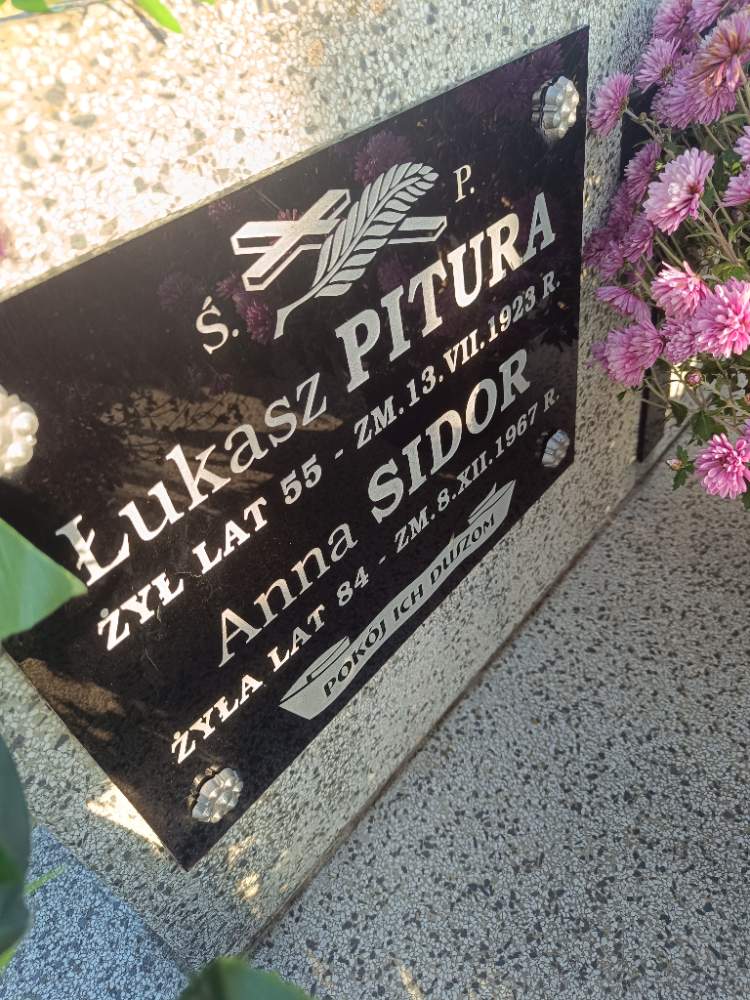 Ś. P.
Łukasz PITURA
ŻYŁ LAT 55 - ZM. 13. VII. 1923 R.
Anna SIDOR
ŻYŁA LAT 84 - ZM. 8. XII. 1967 R.
POKÓJ ICH DUSZOM